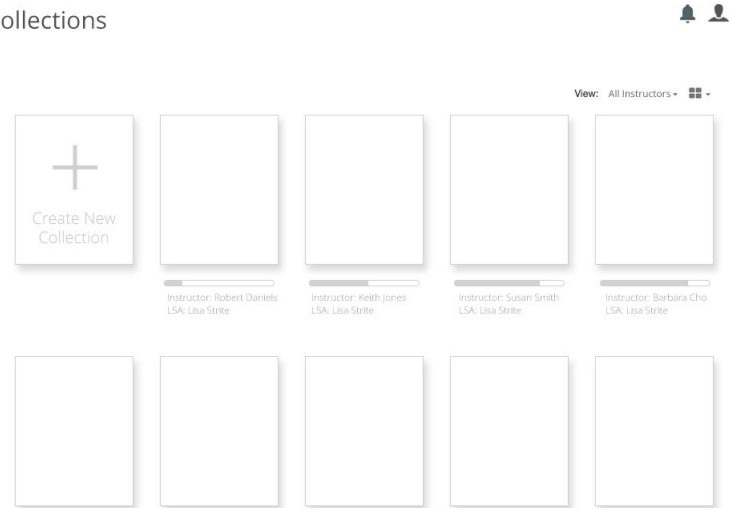 ollections
View: All Instructors
Create New
Collection
Instructor: Robert Daniels
LSA: Lisa Strite
Instructor: Keith Jones
LSA: Lisa Strite
Instructor: Susan Smith
LSA: Lisa Strite
Instructor: Barbara Cho
LSA: Lisa Strite